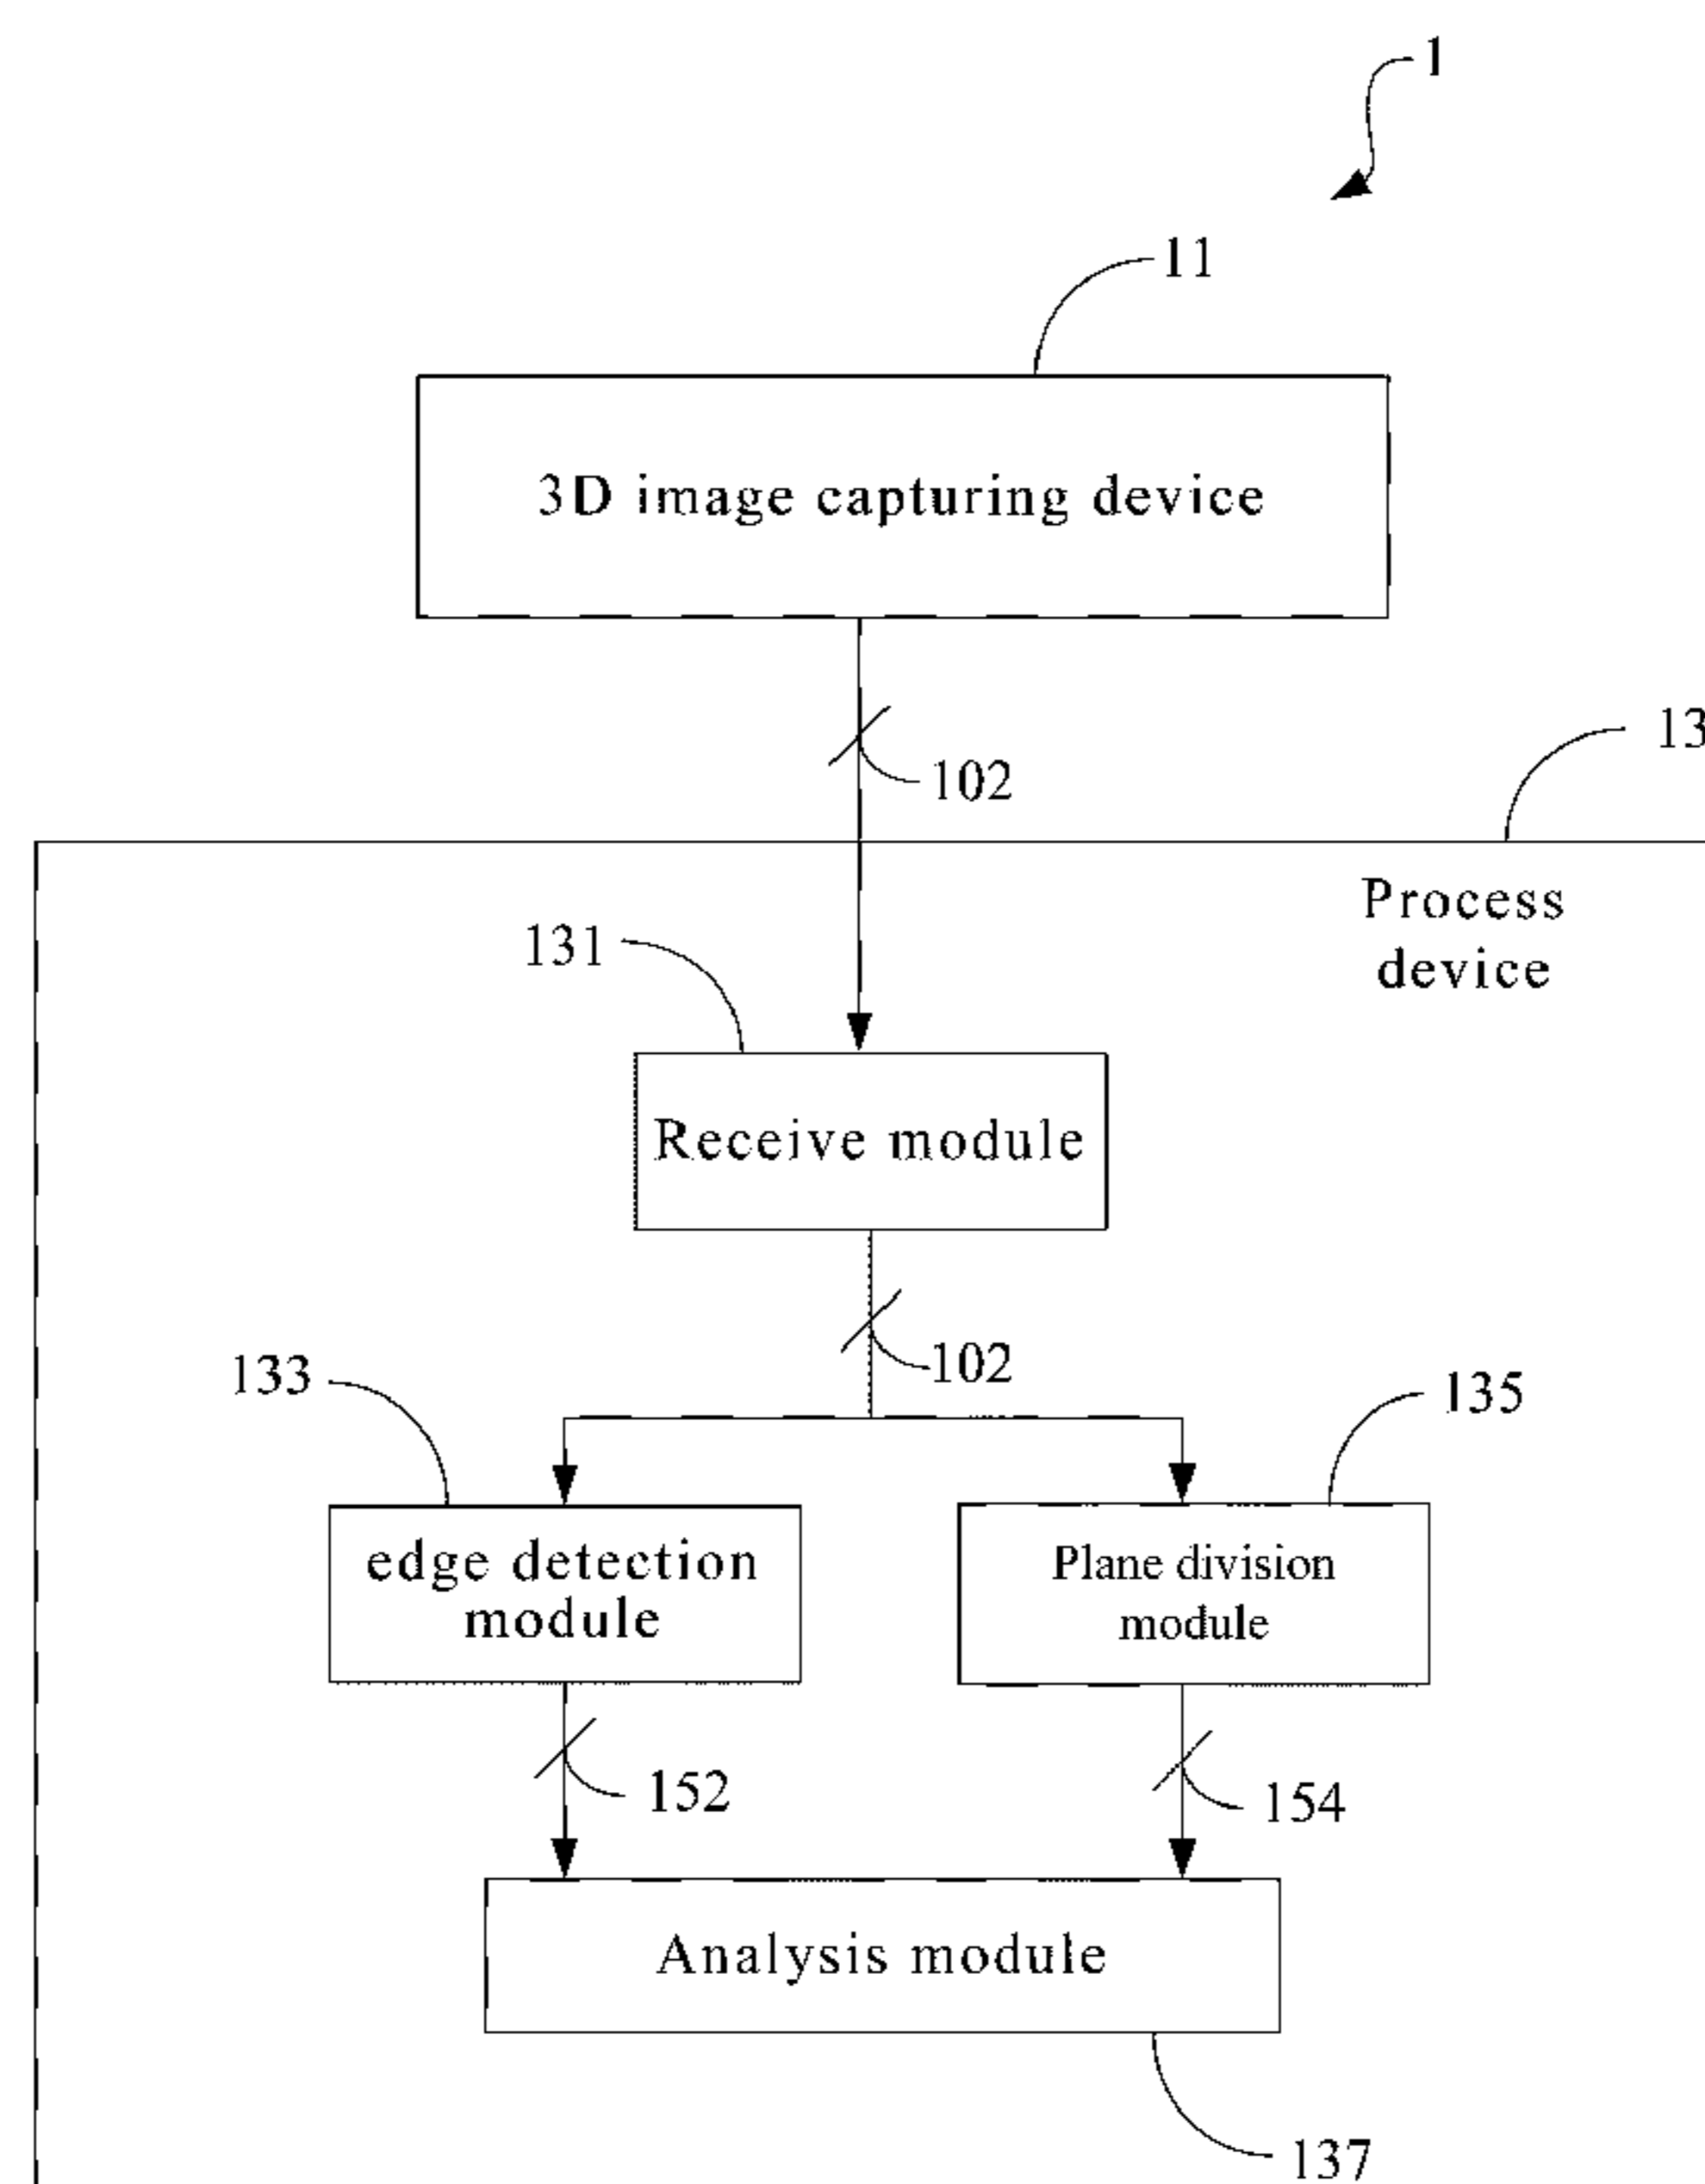 1
11
3D image capturing device
102
13
Process
device
131
Receive module
102
133
135
edge detection
module
Plane division
module
152
154
Analysis module
137